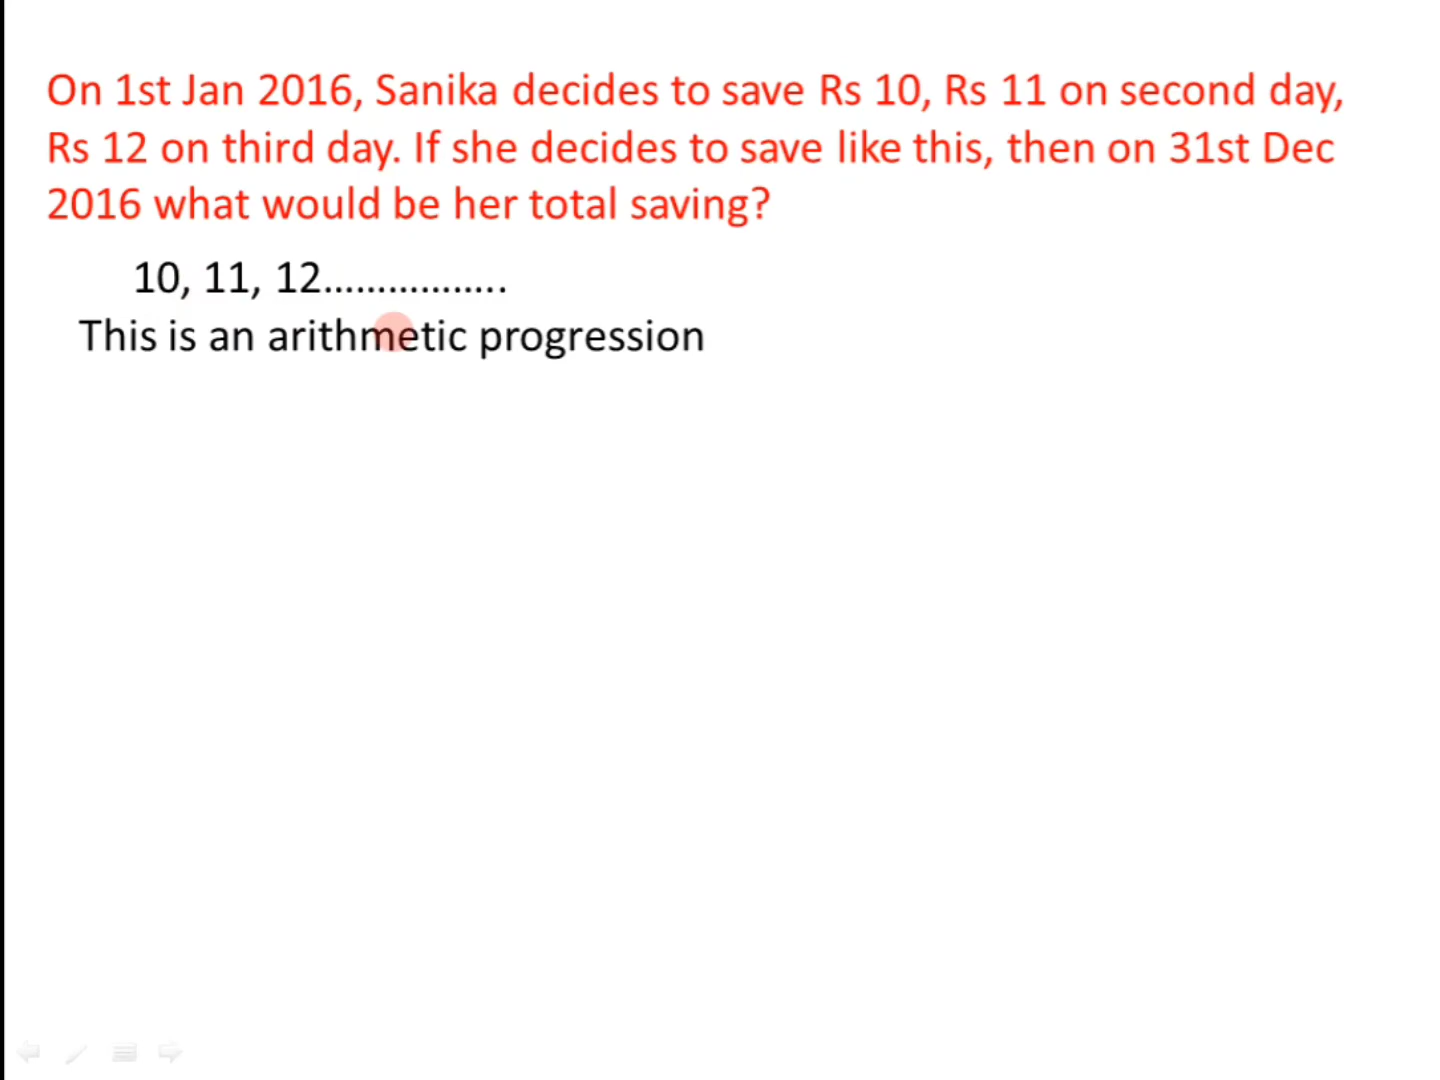 On 1st Jan 2016, Sanika decides to save Rs 10, Rs 11 on second day,
Rs 12 on third day. If she decides to save like this, then on 31st Dec
2016 what would be her total saving?
10, 11, 12.................
This is an arithmetic progression